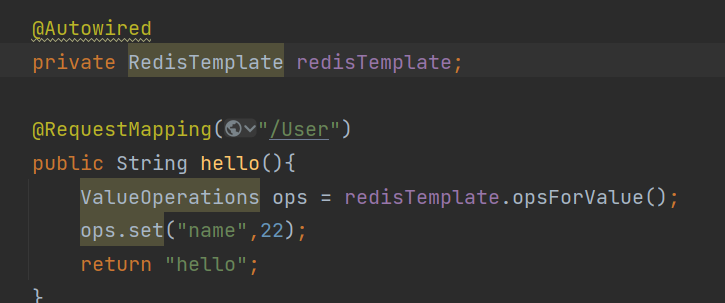 @Autowired
private RedisTemplate redisTemplate;
@RequestMapping("/User")
public String hello(){
ValueOperations ops = redisTemplate.opsForValue();
ops.set("name",22);
return "hello";
}